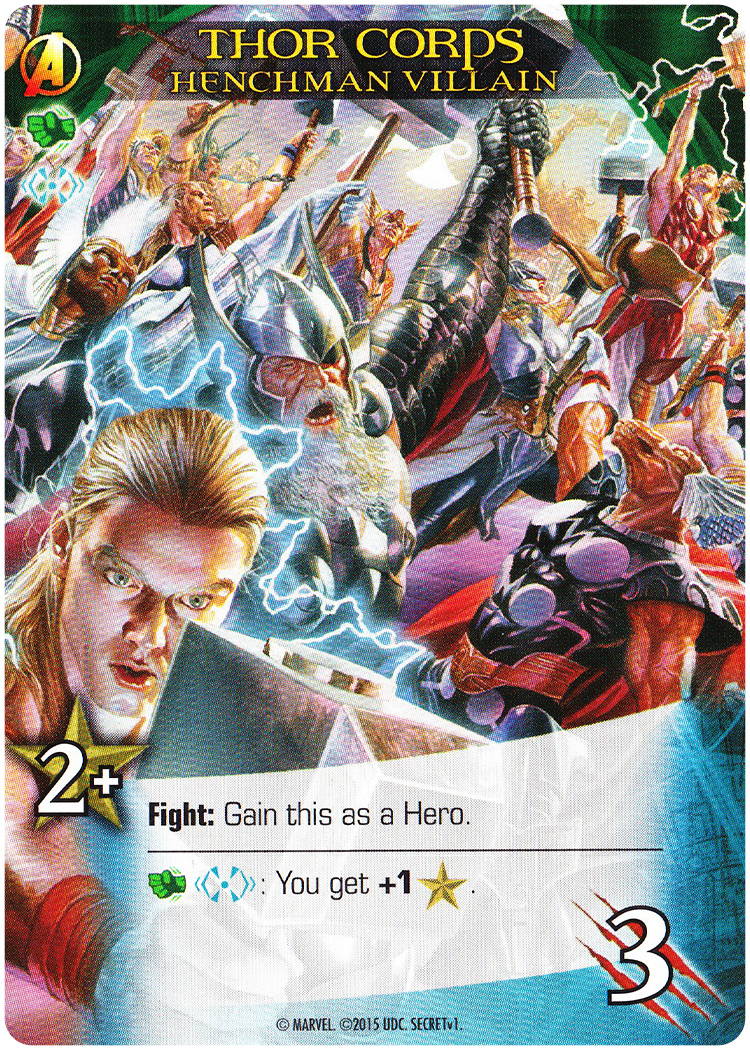 THOR CORPS
HENCHMAN VILLAIN
2+
Fight: Gain this as a Hero.
: You get +1 .
3
© MARVEL. ©2015 UDC. SECRETv1.